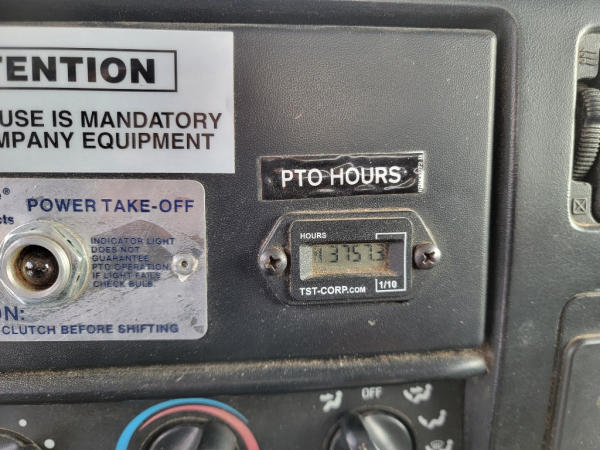 TENTION
USE IS MANDATORY
MPANY EQUIPMENT
PTO HOURS
e®
cts
POWER TAKE-OFF
INDICATOR LIGHT
DOES NOT
GUARANTEE
PTO OPERATION
IF LIGHT FAILS
CHECK BULB.
ON:
CLUTCH BEFORE SHIFTING
HOURS
3757.3
TST-CORP.COM
1/10
OFF